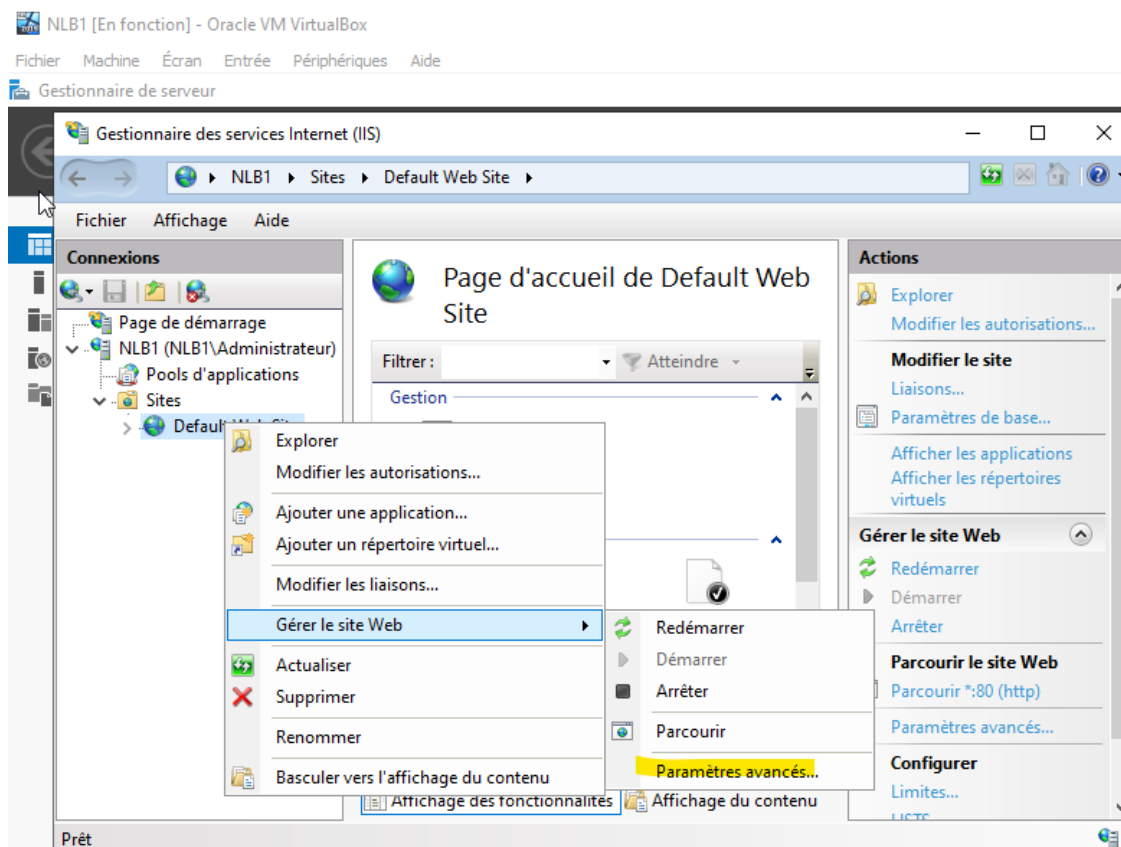 NLB1 [En fonction] - Oracle VM VirtualBox
Fichier Machine Écran Entrée Périphériques Aide
Gestionnaire de serveur
Gestionnaire des services Internet (IIS)
NLB1 Sites Default Web Site
Fichier Affichage Aide
Connexions
Page de démarrage
NLB1 (NLB1\Administrateur)
Pools d'applications
Sites
Page d'accueil de Default Web
Site
Filtrer :
Atteindre
Gestion
Explorer
Modifier les autorisations...
Ajouter une application...
Ajouter un répertoire virtuel...
Modifier les liaisons...
Gérer le site Web
Actualiser
Supprimer
Renommer
Basculer vers l'affichage du contenu
Redémarrer
Démarrer
Arrêter
Parcourir
Paramètres avancés...
Affichage des fonctionnalités
Affichage du contenu
Actions
Explorer
Modifier les autorisations...
Modifier le site
Liaisons...
Paramètres de base...
Afficher les applications
Afficher les répertoires
virtuels
Gérer le site Web
Redémarrer
Démarrer
Arrêter
Parcourir le site Web
Parcourir *:80 (http)
Paramètres avancés...
Configurer
Limites...
Prêt